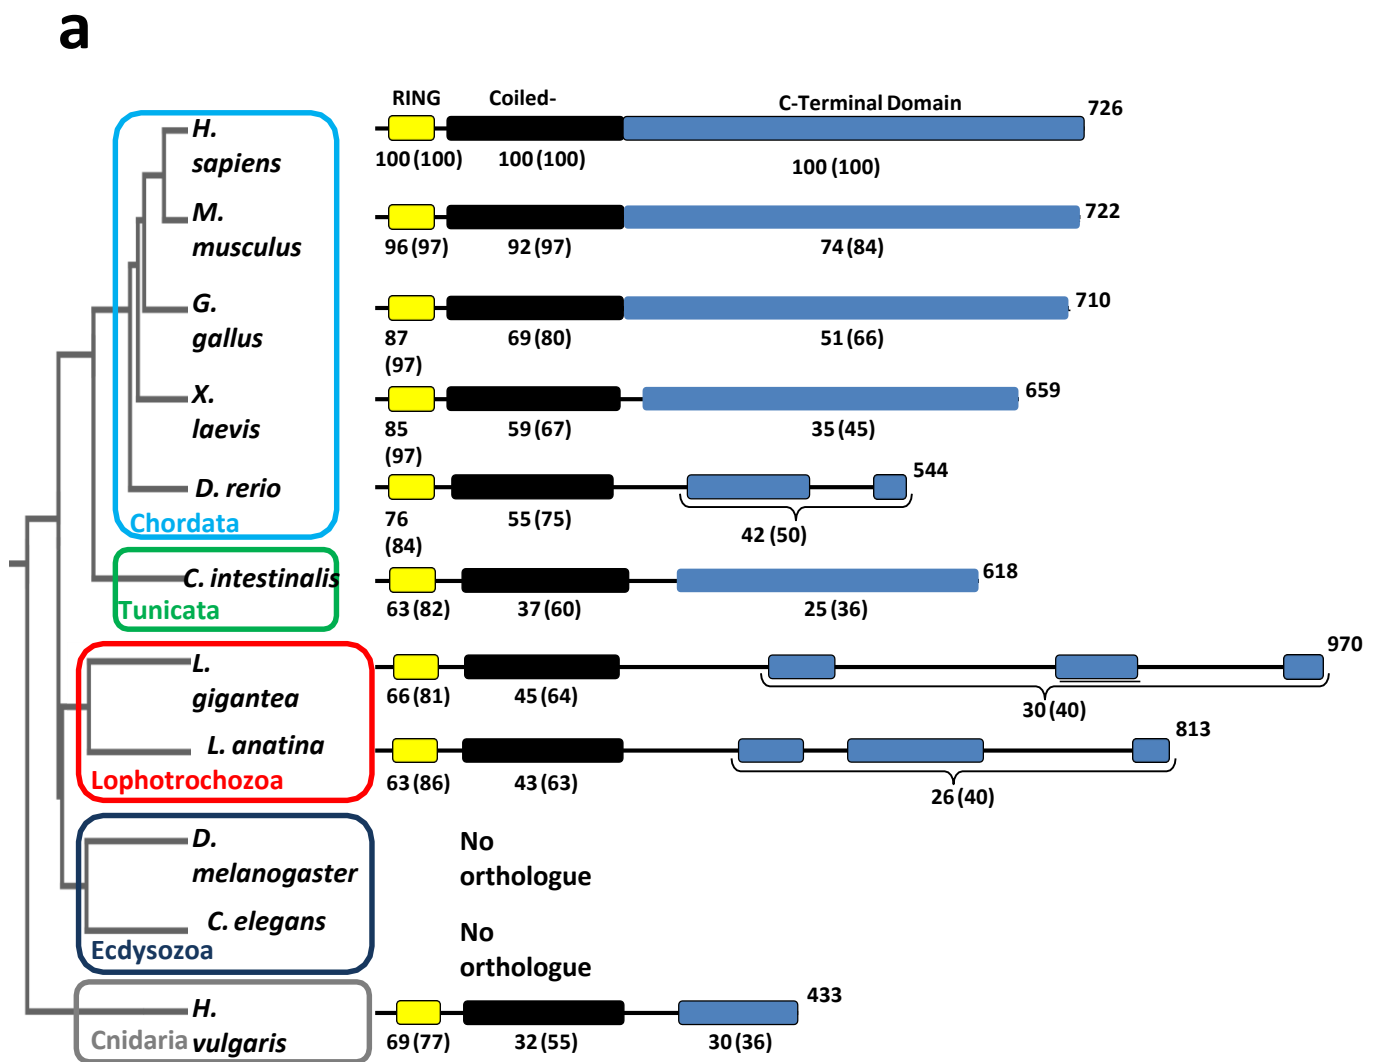 a
RING Coiled- C-Terminal Domain 726
H.
sapiens
100 (100) 100 (100) 100 (100)
M.
musculus
722
96 (97) 92 (97) 74 (84)
G.
gallus
710
87
(97)
69 (80) 51 (66)
X.
laevis
659
85
(97)
59 (67) 35 (45)
D. rerio
544
76
(84)
55 (75) 42 (50)
Chordata
C. intestinalis
618
Tunicata
63 (82) 37 (60) 25 (36)
L.
gigantea
970
66 (81) 45 (64) 30 (40)
L. anatina
813
Lophotrochozoa
63 (86) 43 (63) 26 (40)
D.
melanogaster
No
orthologue
C. elegans
No
orthologue
Ecdysozoa
H.
vulgaris
433
Cnidaria
69 (77) 32 (55) 30 (36)